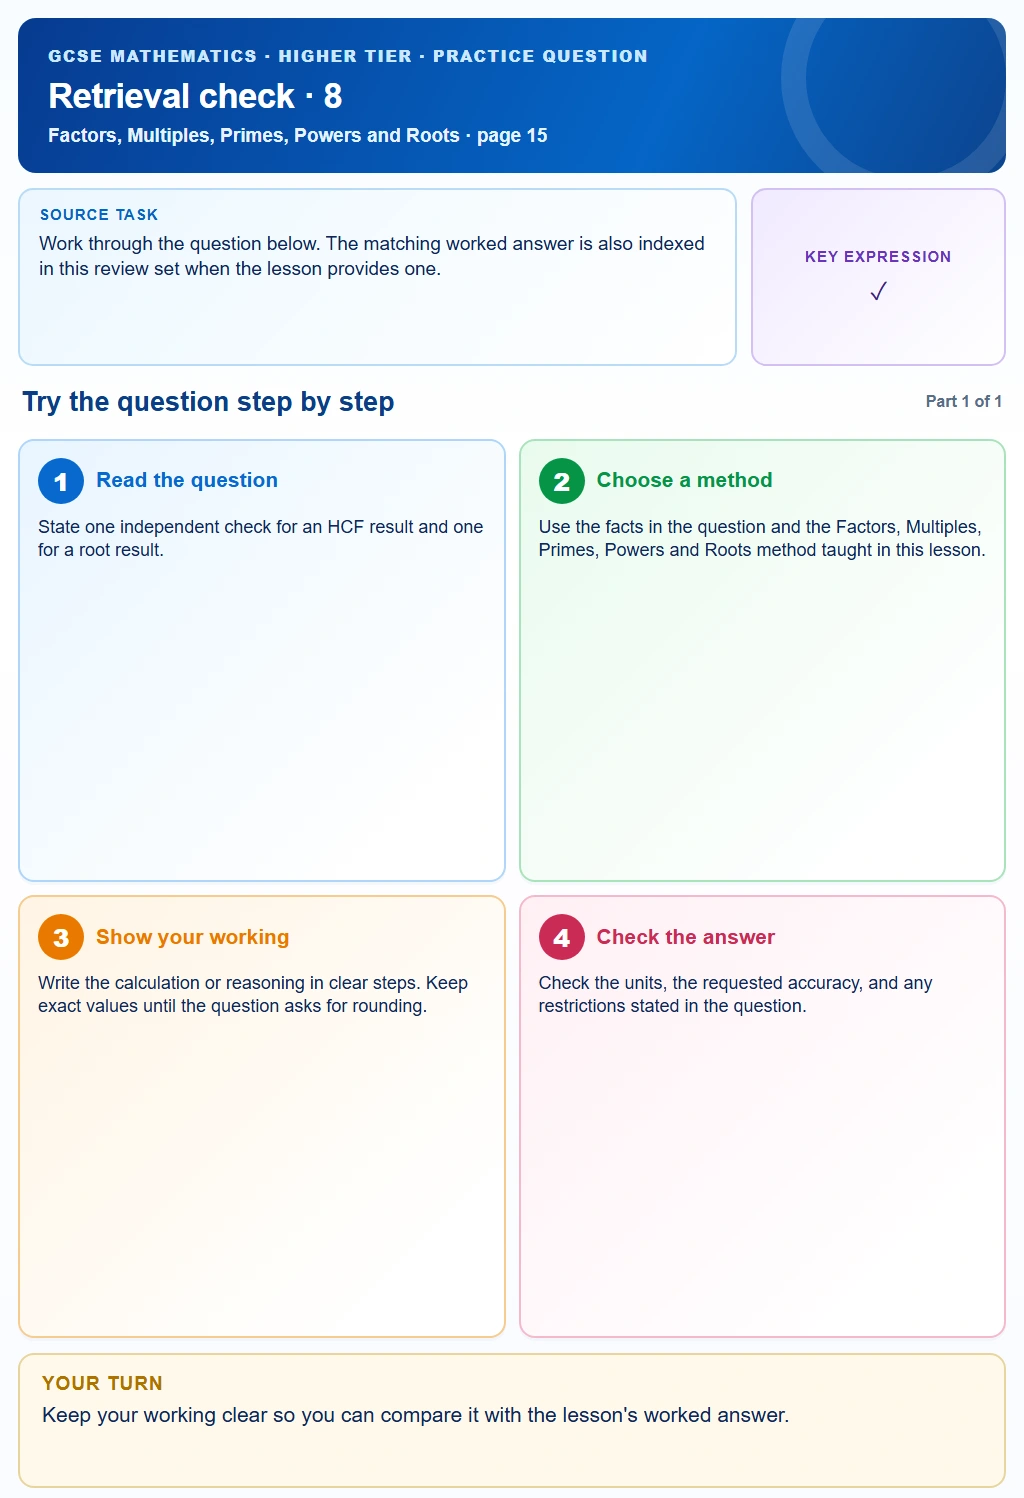 GCSE MATHEMATICS · HIGHER TIER · PRACTICE QUESTION
Retrieval check · 8
Factors, Multiples, Primes, Powers and Roots · page 15
SOURCE TASK
Work through the question below. The matching worked answer is also indexed
in this review set when the lesson provides one.
KEY EXPRESSION
✓
Try the question step by step
Part 1 of 1
1 Read the question
State one independent check for an HCF result and one
for a root result.
2 Choose a method
Use the facts in the question and the Factors, Multiples,
Primes, Powers and Roots method taught in this lesson.
3 Show your working
Write the calculation or reasoning in clear steps. Keep
exact values until the question asks for rounding.
4 Check the answer
Check the units, the requested accuracy, and any
restrictions stated in the question.
YOUR TURN
Keep your working clear so you can compare it with the lesson's worked answer.